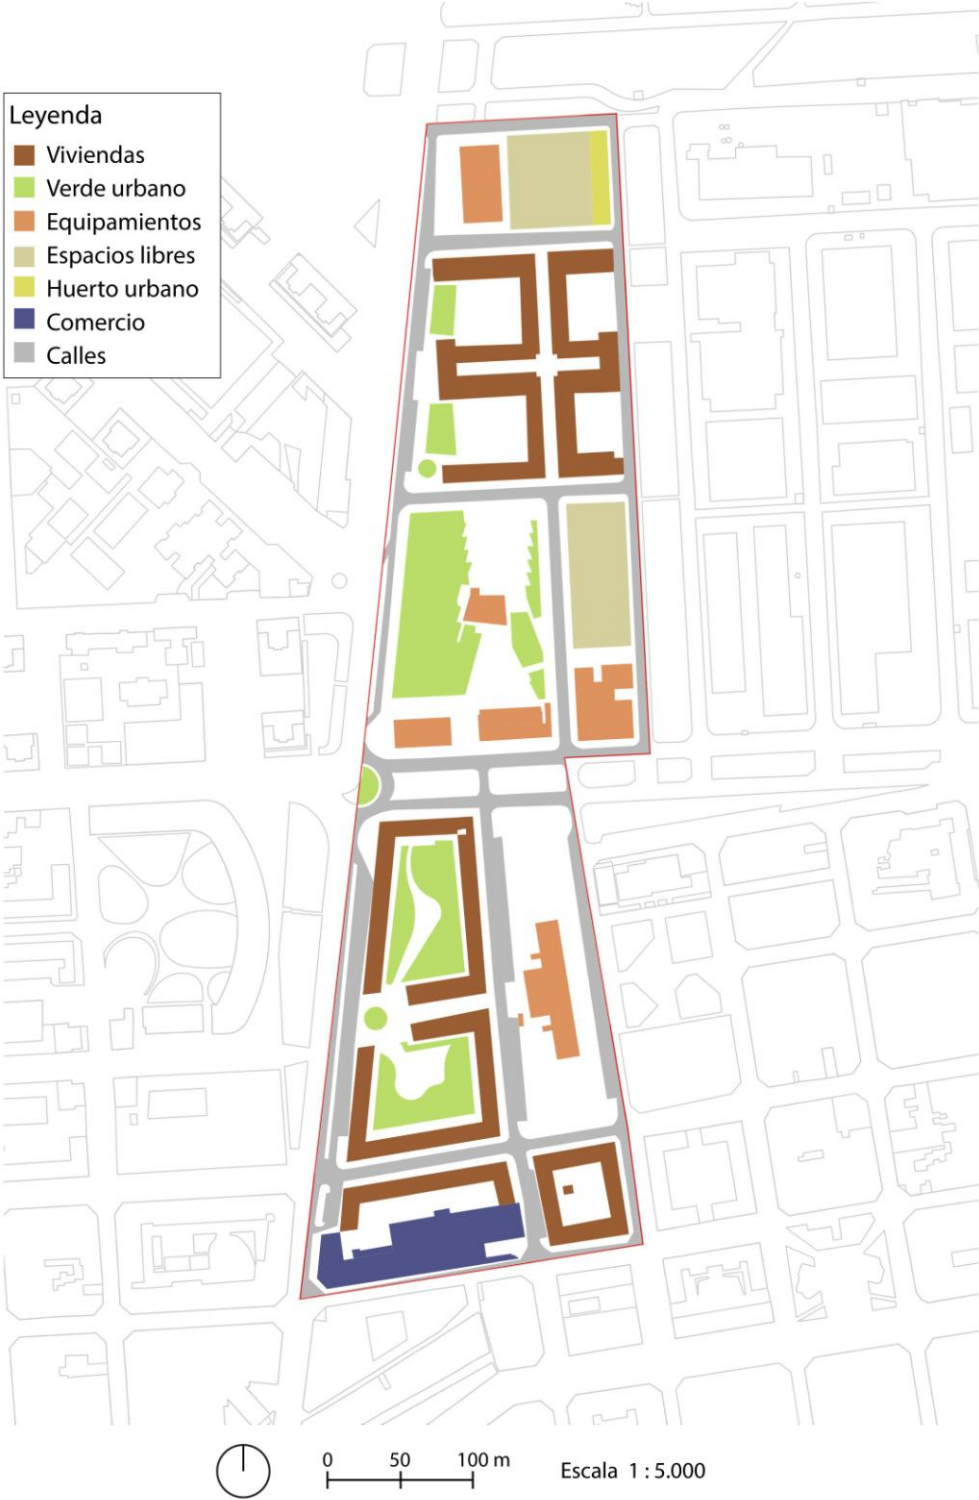 Leyenda
Viviendas
Verde urbano
Equipamientos
Espacios libres
Huerto urbano
Comercio
Calles
0 50 100 m
Escala 1 : 5.000